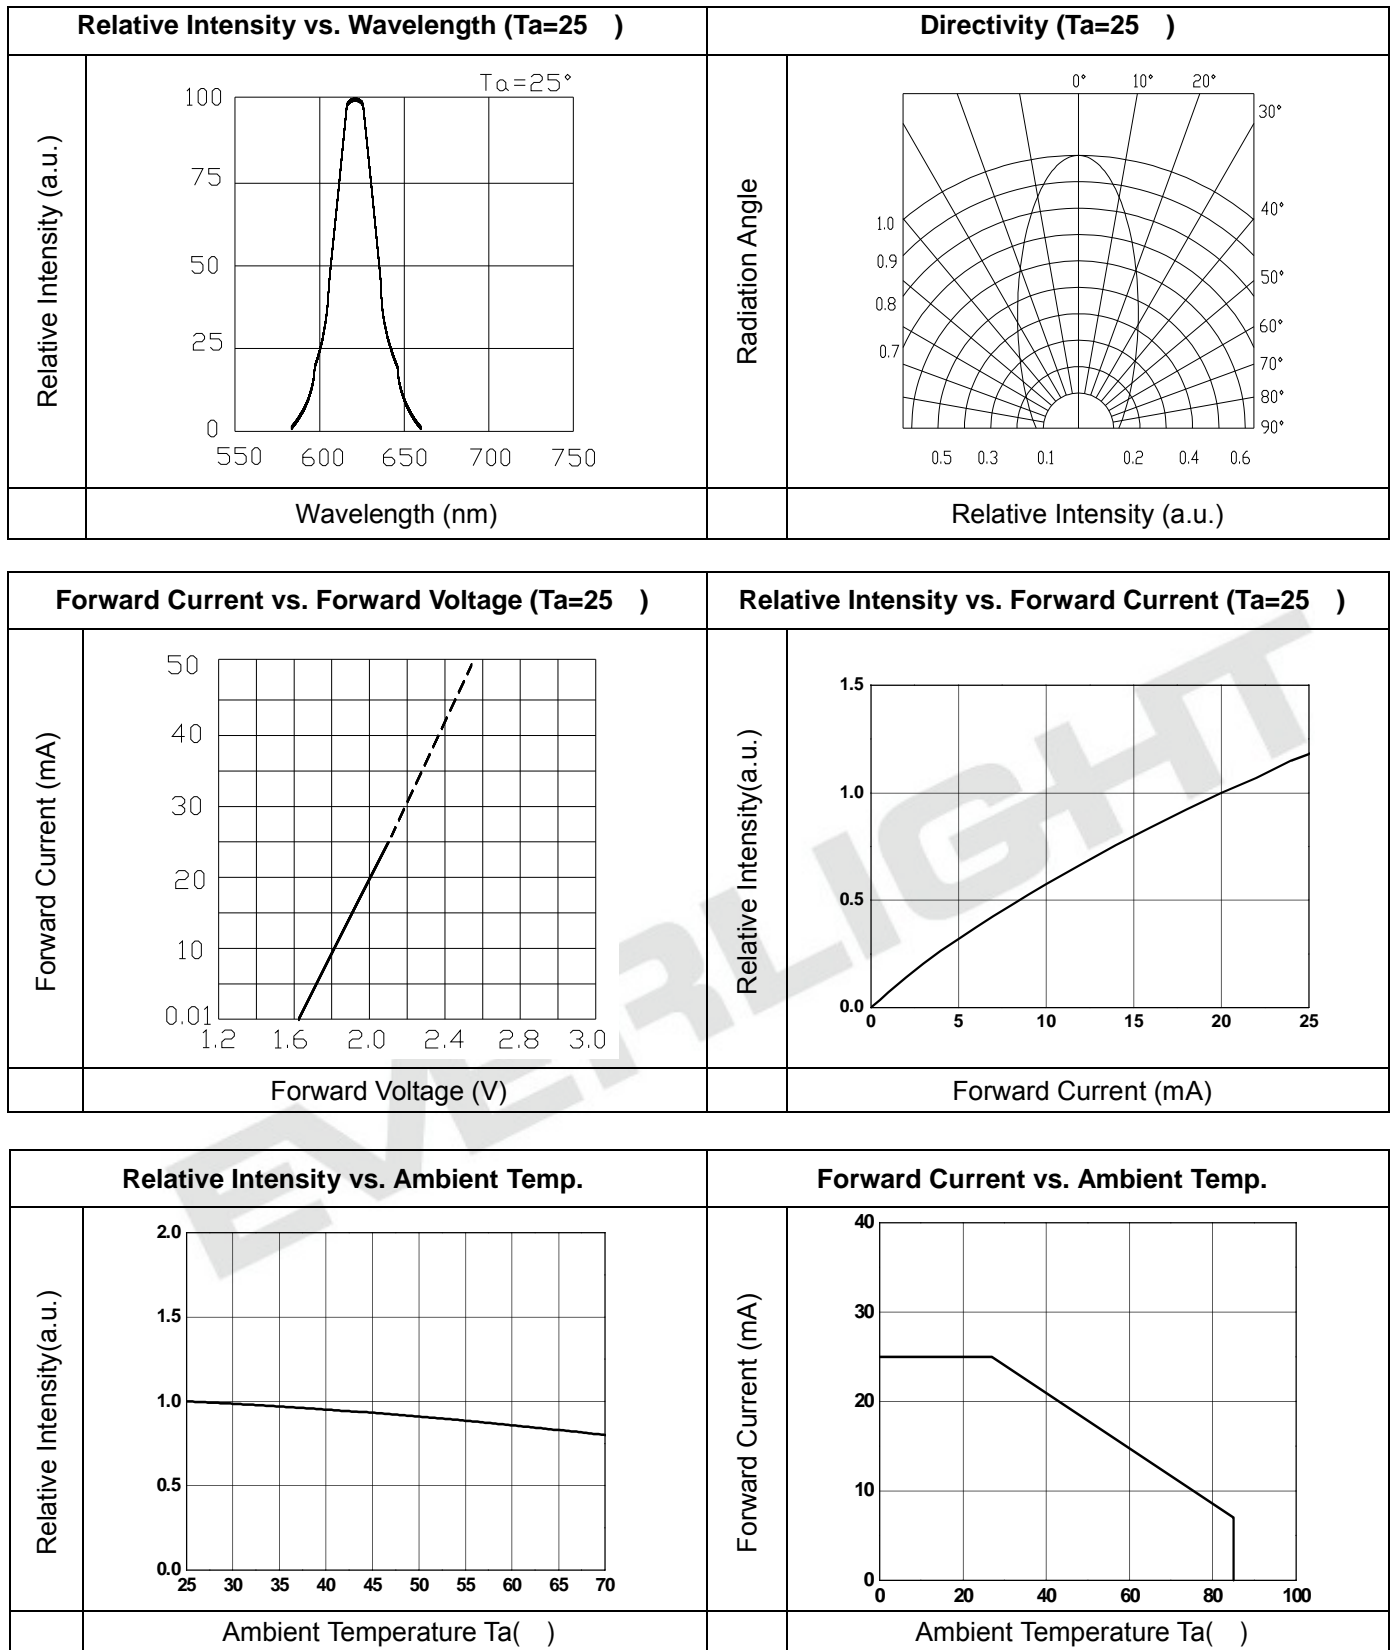 Relative Intensity vs. Wavelength (Ta=25 )
Directivity (Ta=25 )
Relative Intensity (a.u.)
Ta=25°
100
75
50
25
0
550 600 650 700 750
Wavelength (nm)
Radiation Angle
0° 10° 20°
30°
40°
50°
60°
70°
80°
90°
1.0
0.9
0.8
0.7
0.5 0.3 0.1 0.2 0.4 0.6
Relative Intensity (a.u.)
Forward Current vs. Forward Voltage (Ta=25 )
Relative Intensity vs. Forward Current (Ta=25 )
Forward Current (mA)
50
40
30
20
10
0.01
1.2 1.6 2.0 2.4 2.8 3.0
Forward Voltage (V)
Relative Intensity(a.u.)
1.5
1.0
0.5
0.0
0 5 10 15 20 25
Forward Current (mA)
EVERLIGHT
Relative Intensity vs. Ambient Temp.
Forward Current vs. Ambient Temp.
Relative Intensity(a.u.)
2.0
1.5
1.0
0.5
0.0
25 30 35 40 45 50 55 60 65 70
Ambient Temperature Ta( )
Forward Current (mA)
40
30
20
10
0
0 20 40 60 80 100
Ambient Temperature Ta( )